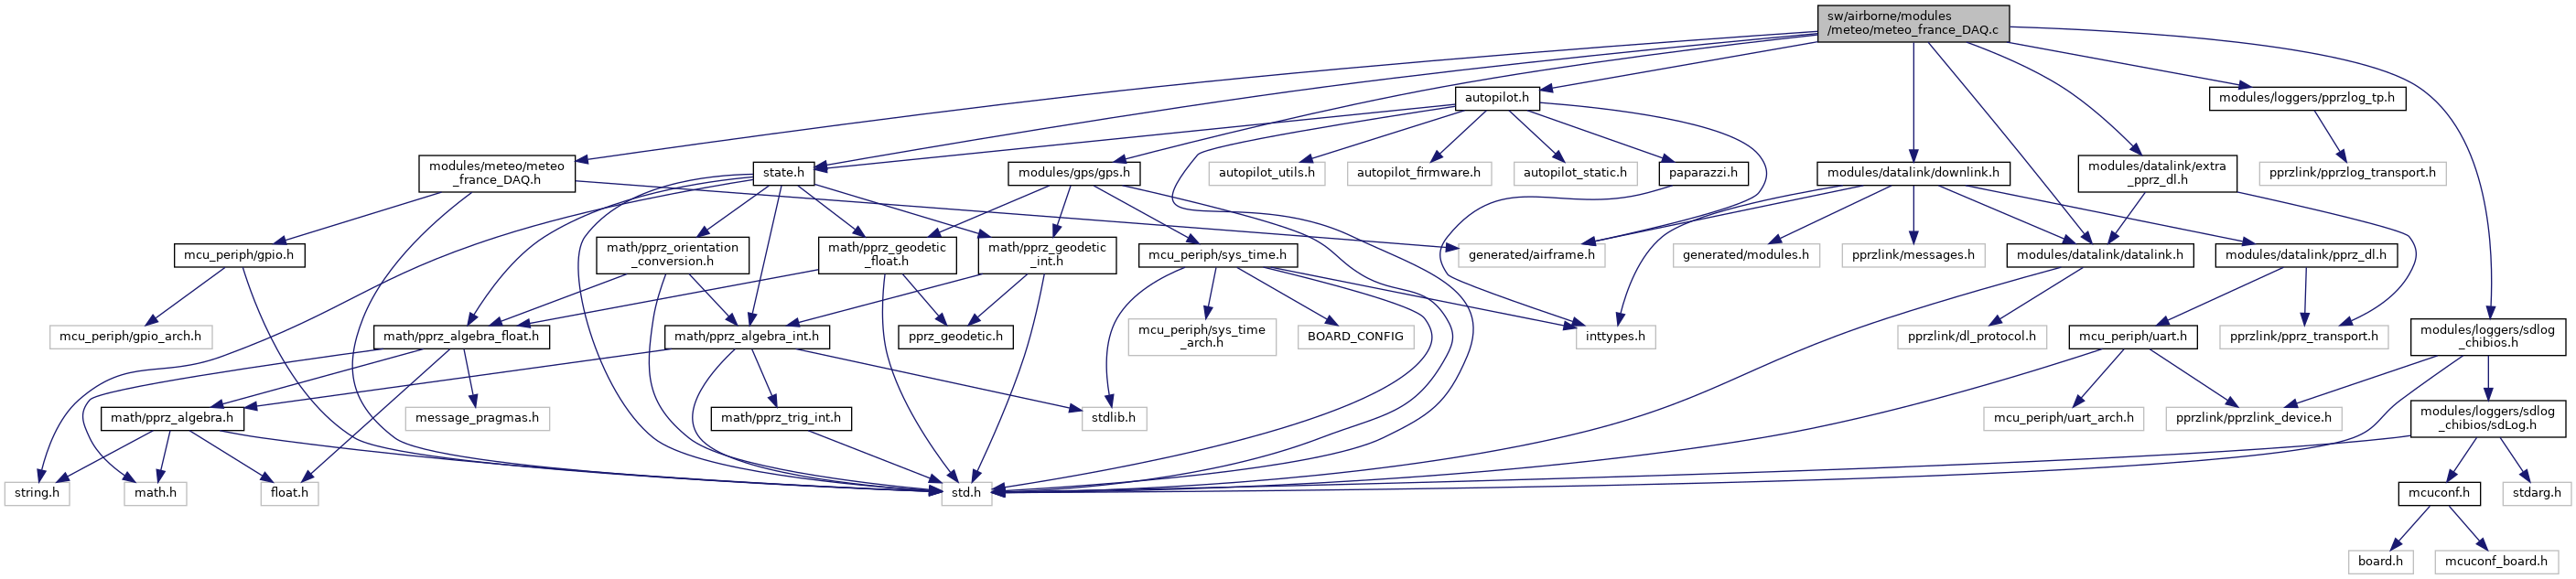 sw/airborne/modules
/meteo/meteo_france_DAQ.c
autopilot.h
modules/loggers/pprzlog_tp.h
modules/meteo/meteo
_france_DAQ.h
state.h
modules/gps/gps.h
autopilot_utils.h
autopilot_firmware.h
autopilot_static.h
paparazzi.h
modules/datalink/downlink.h
modules/datalink/extra
_pprz_dl.h
pprzlink/pprzlog_transport.h
mcu_periph/gpio.h
math/pprz_orientation
_conversion.h
math/pprz_geodetic
_float.h
math/pprz_geodetic
_int.h
mcu_periph/sys_time.h
generated/airframe.h
generated/modules.h
pprzlink/messages.h
modules/datalink/datalink.h
modules/datalink/pprz_dl.h
mcu_periph/gpio_arch.h
math/pprz_algebra_float.h
math/pprz_algebra_int.h
pprz_geodetic.h
mcu_periph/sys_time
_arch.h
BOARD_CONFIG
inttypes.h
pprzlink/dl_protocol.h
mcu_periph/uart.h
pprzlink/pprz_transport.h
modules/loggers/sdlog
_chibios.h
math/pprz_algebra.h
message_pragmas.h
math/pprz_trig_int.h
stdlib.h
mcu_periph/uart_arch.h
pprzlink/pprzlink_device.h
modules/loggers/sdlog
_chibios/sdLog.h
string.h
math.h
float.h
std.h
mcuconf.h
stdarg.h
board.h
mcuconf_board.h